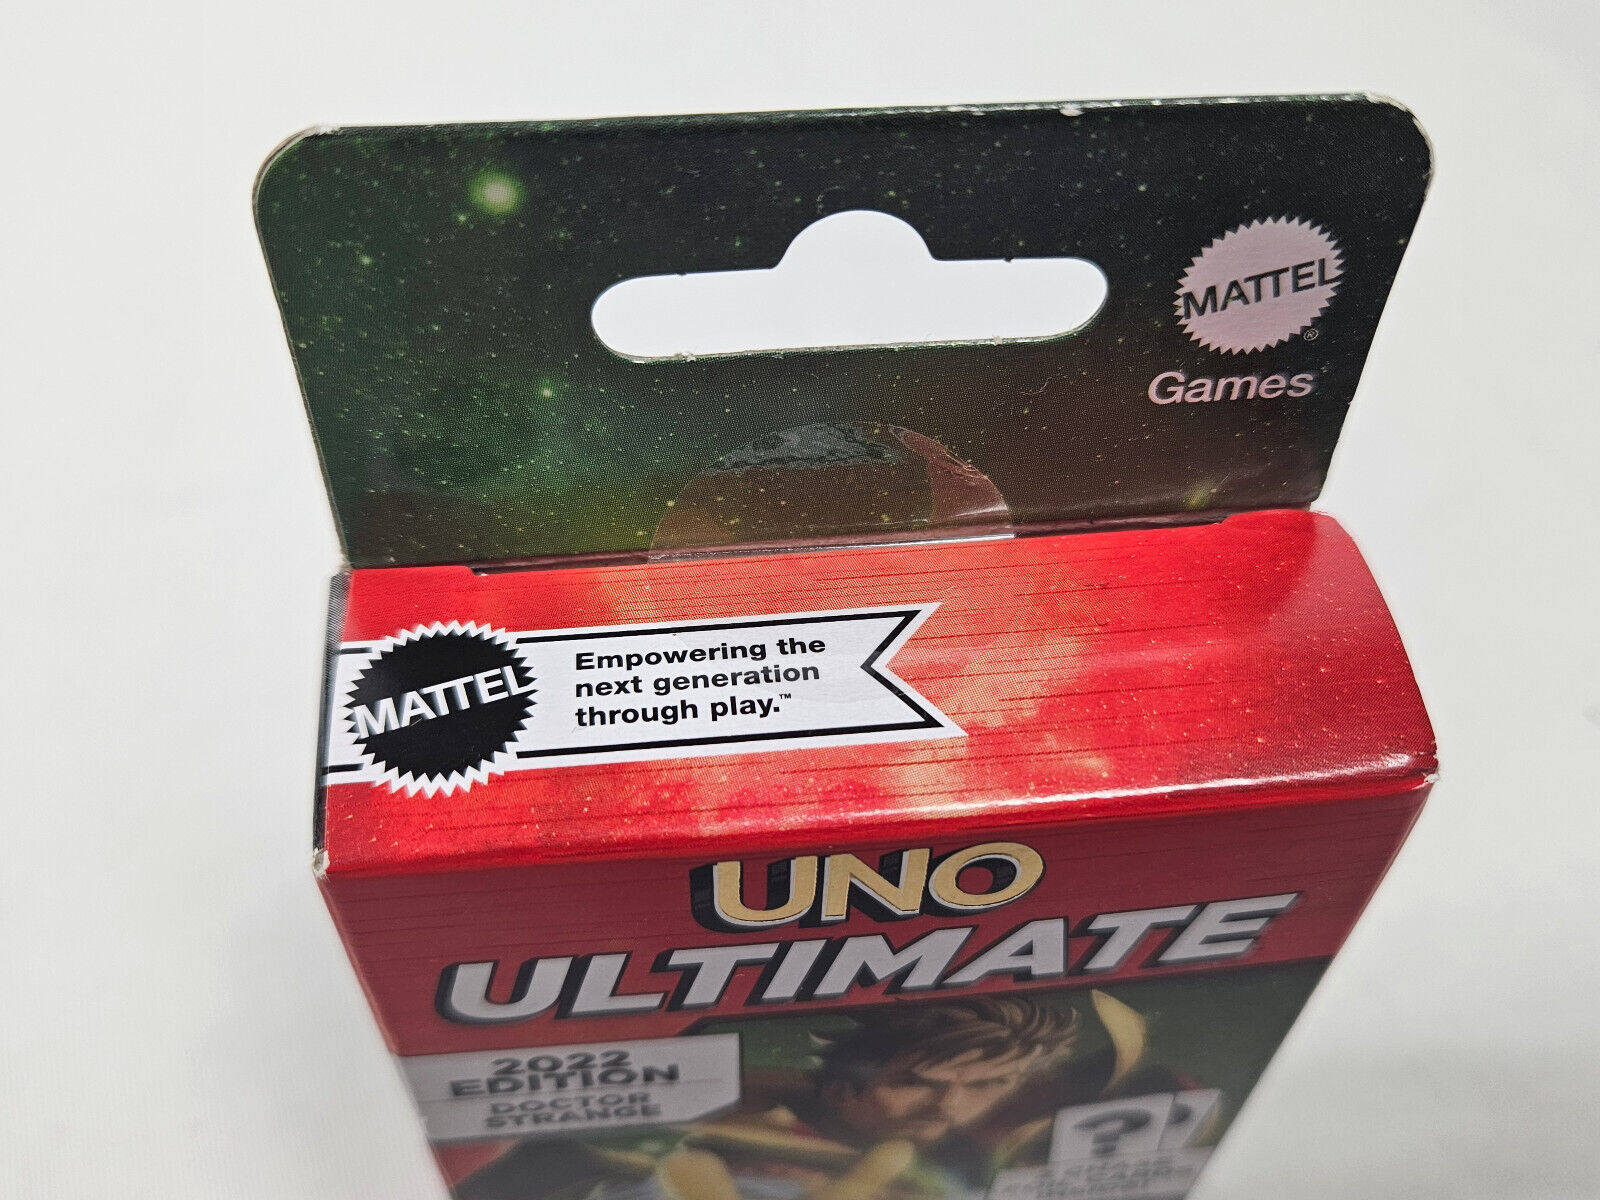 MATTEL
®
Games
MATTEL
Empowering the
next generation
through play.™
UNO
ULTIMATE
2022
EDITION
DOCTOR
STRANGE
?
?